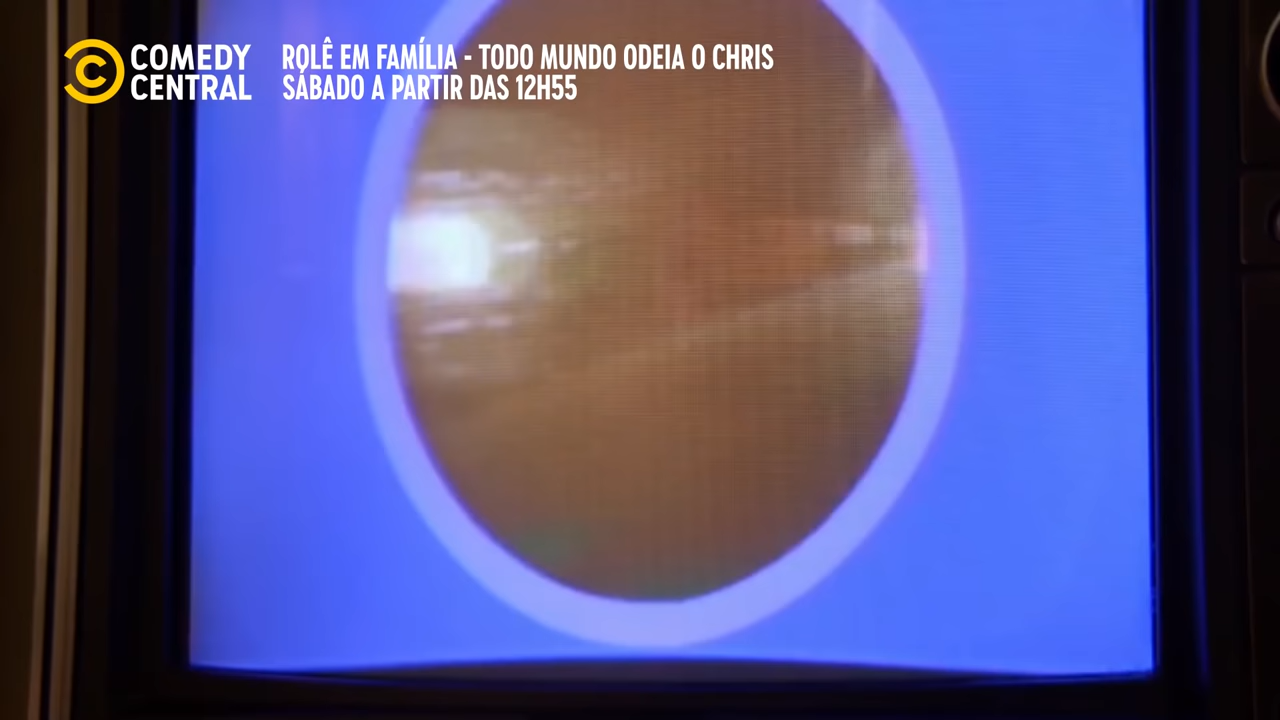 COMEDY
CENTRAL
ROLÊ EM FAMÍLIA - TODO MUNDO ODEIA O CHRIS
SÁBADO A PARTIR DAS 12H55